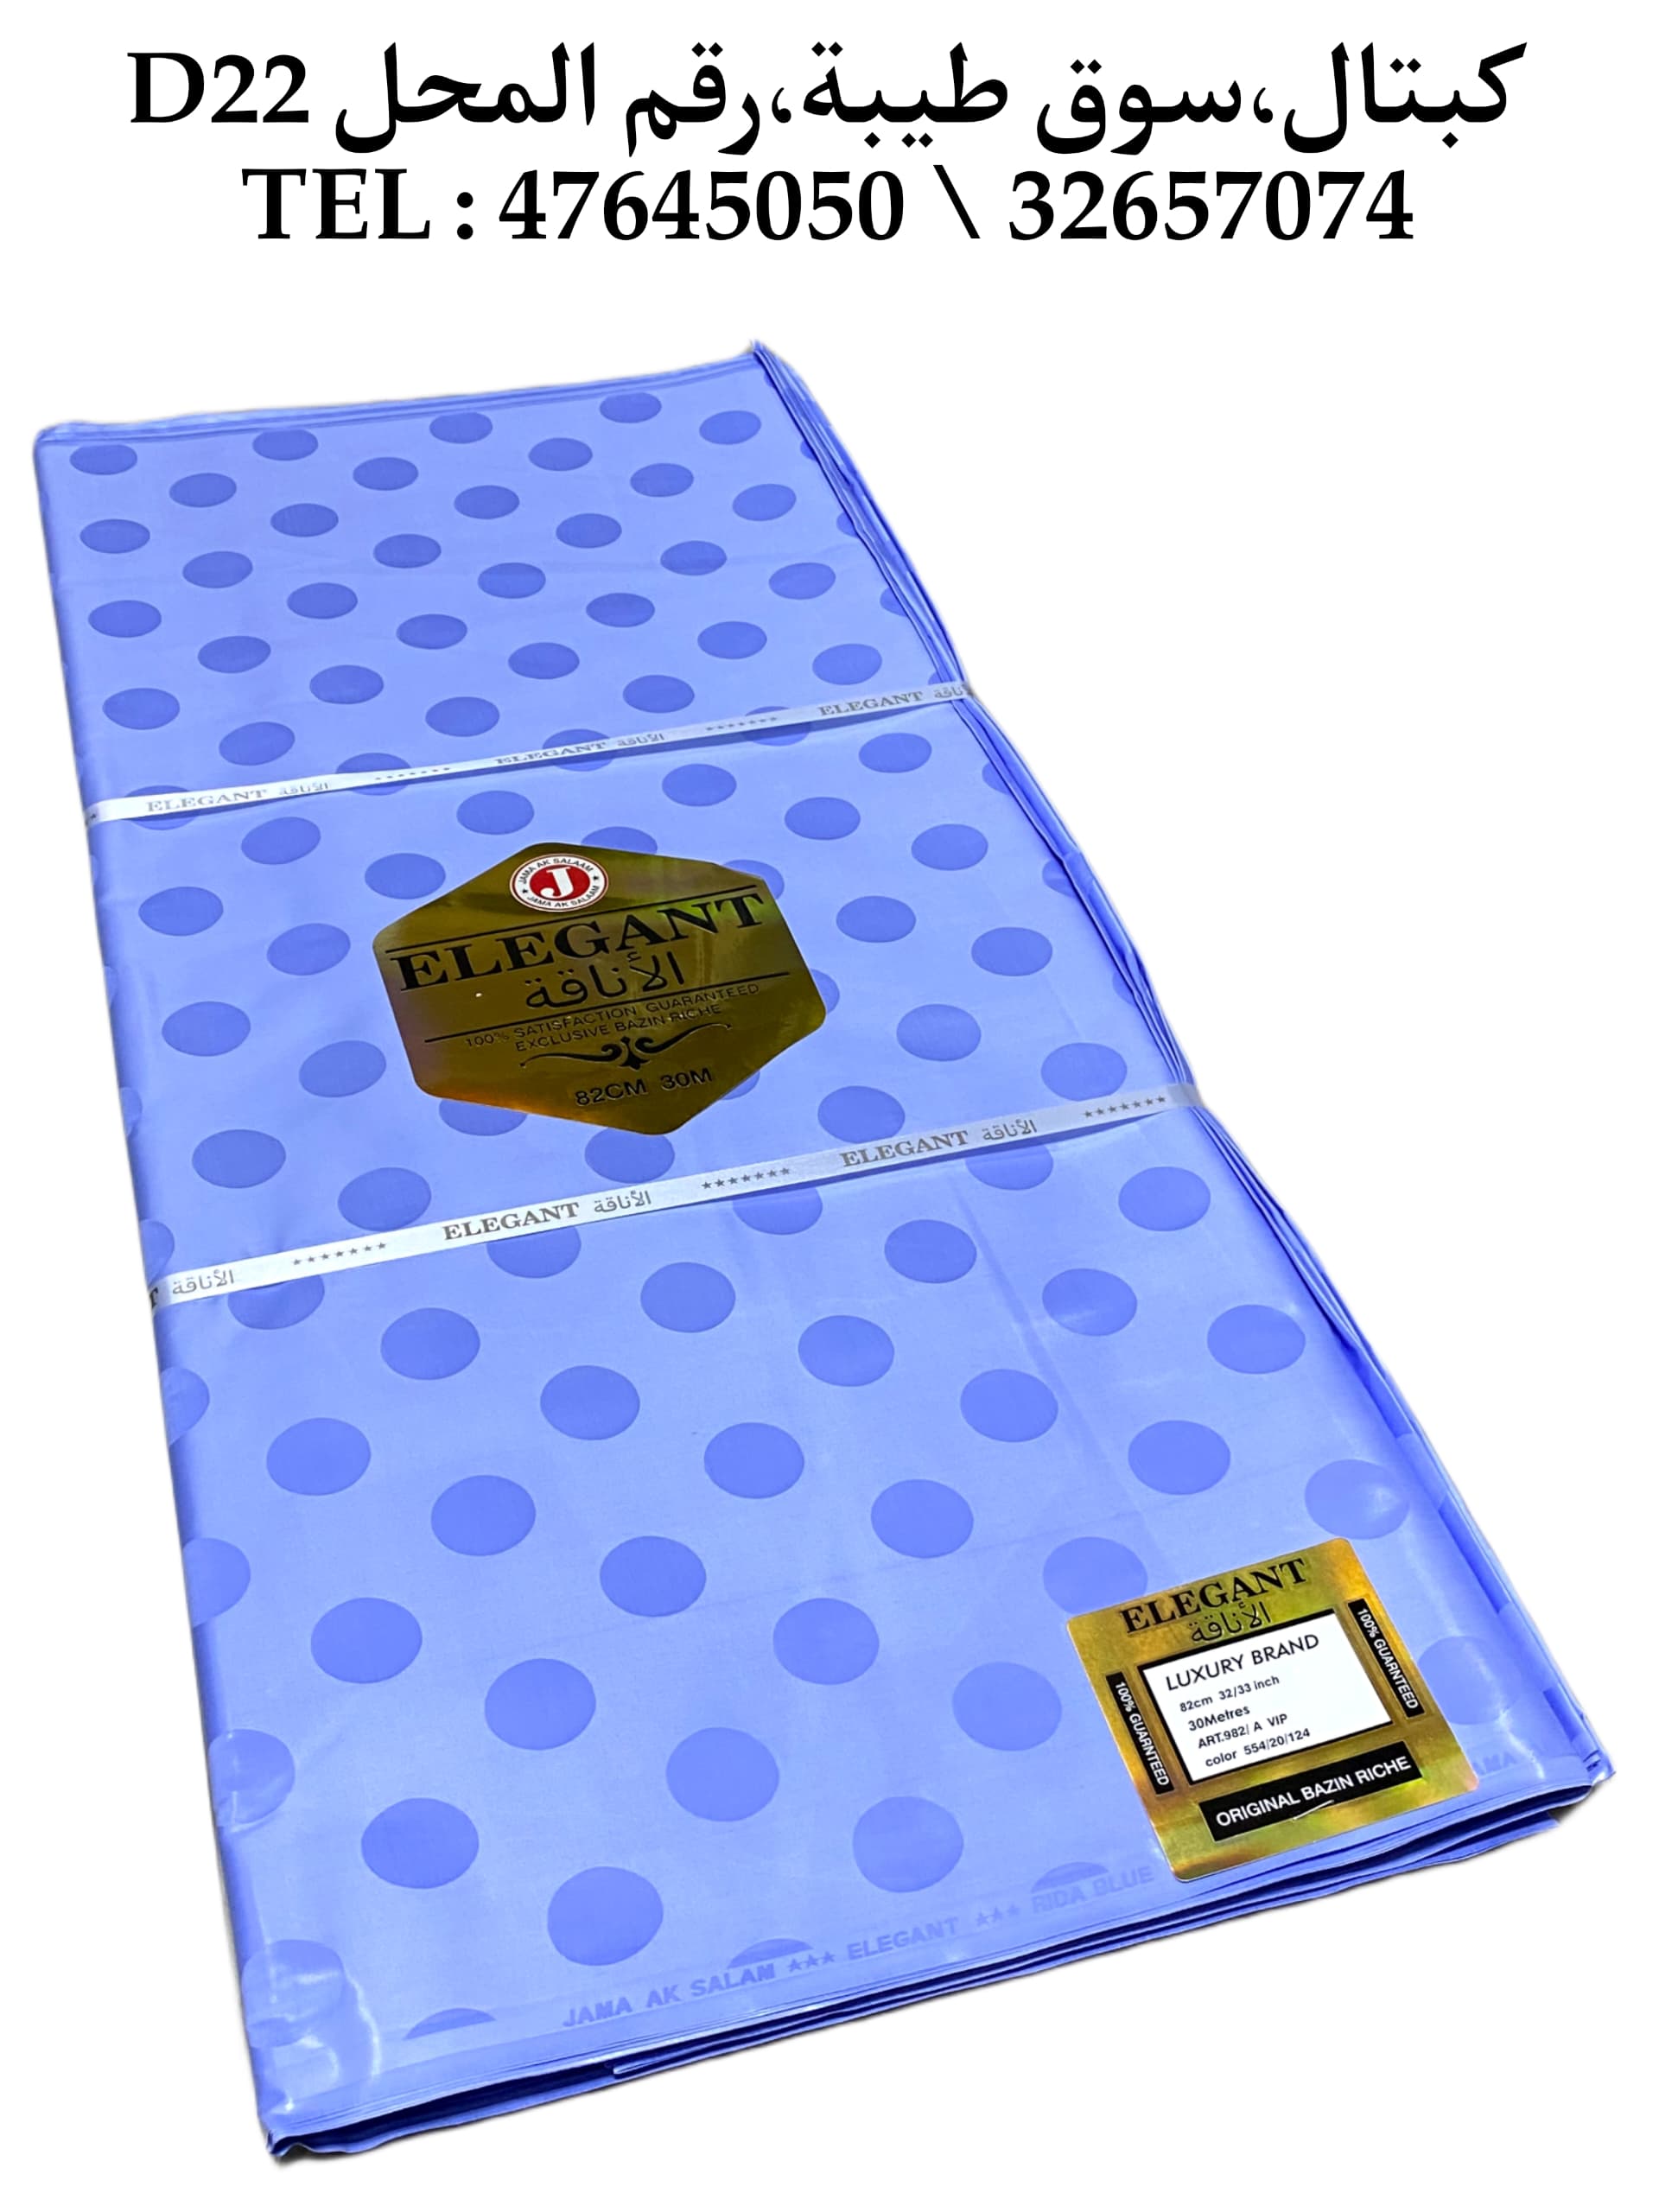 كبتال،سوق طيبة،رقم المحل D22
TEL : 47645050 \ 32657074
ELEGANT الأناقة ******* ELEGANT الأناقة ******* ELEGANT الأناقة
JAMA AK SALAAM
J
JAMA AK SALAAM
ELEGANT
الأناقة
100% SATISFACTION GUARANTEED
EXCLUSIVE BAZIN RICHE
82CM 30M
الأناقة ******* ELEGANT الأناقة ******* ELEGANT الأناقة *******
ELEGANT
الأناقة
100% GUARNTEED
LUXURY BRAND
82cm 32/33 inch
30Metres
ART.982/ A VIP
color 554/20/124
100% GUARNTEED
ORIGINAL BAZIN RICHE
JAMA AK SALAM *** ELEGANT *** RIDA BLUE